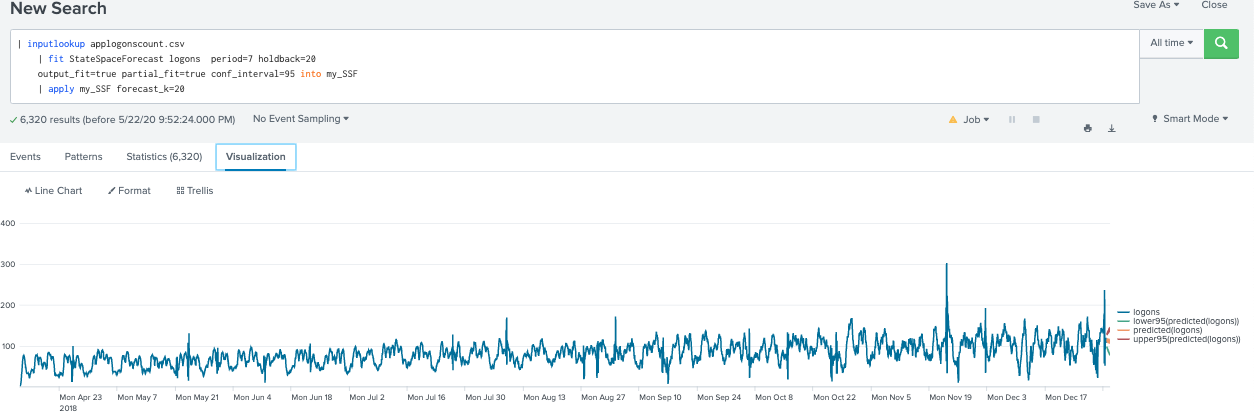 New Search
Save As
Close
| inputlookup applogonscount.csv
| fit StateSpaceForecast logons period=7 holdback=20
output_fit=true partial_fit=true conf_interval=95 into my_SSF
| apply my_SSF forecast_k=20
All time
6,320 results (before 5/22/20 9:52:24.000 PM)
No Event Sampling
Job
Smart Mode
Events
Patterns
Statistics (6,320)
Visualization
Line Chart
Format
Trellis
400
300
200
100
logons
lower95(predicted(logons))
predicted(logons)
upper95(predicted(logons))
Mon Apr 23
2018
Mon May 7
Mon May 21
Mon Jun 4
Mon Jun 18
Mon Jul 2
Mon Jul 16
Mon Jul 30
Mon Aug 13
Mon Aug 27
Mon Sep 10
Mon Sep 24
Mon Oct 8
Mon Oct 22
Mon Nov 5
Mon Nov 19
Mon Dec 3
Mon Dec 17